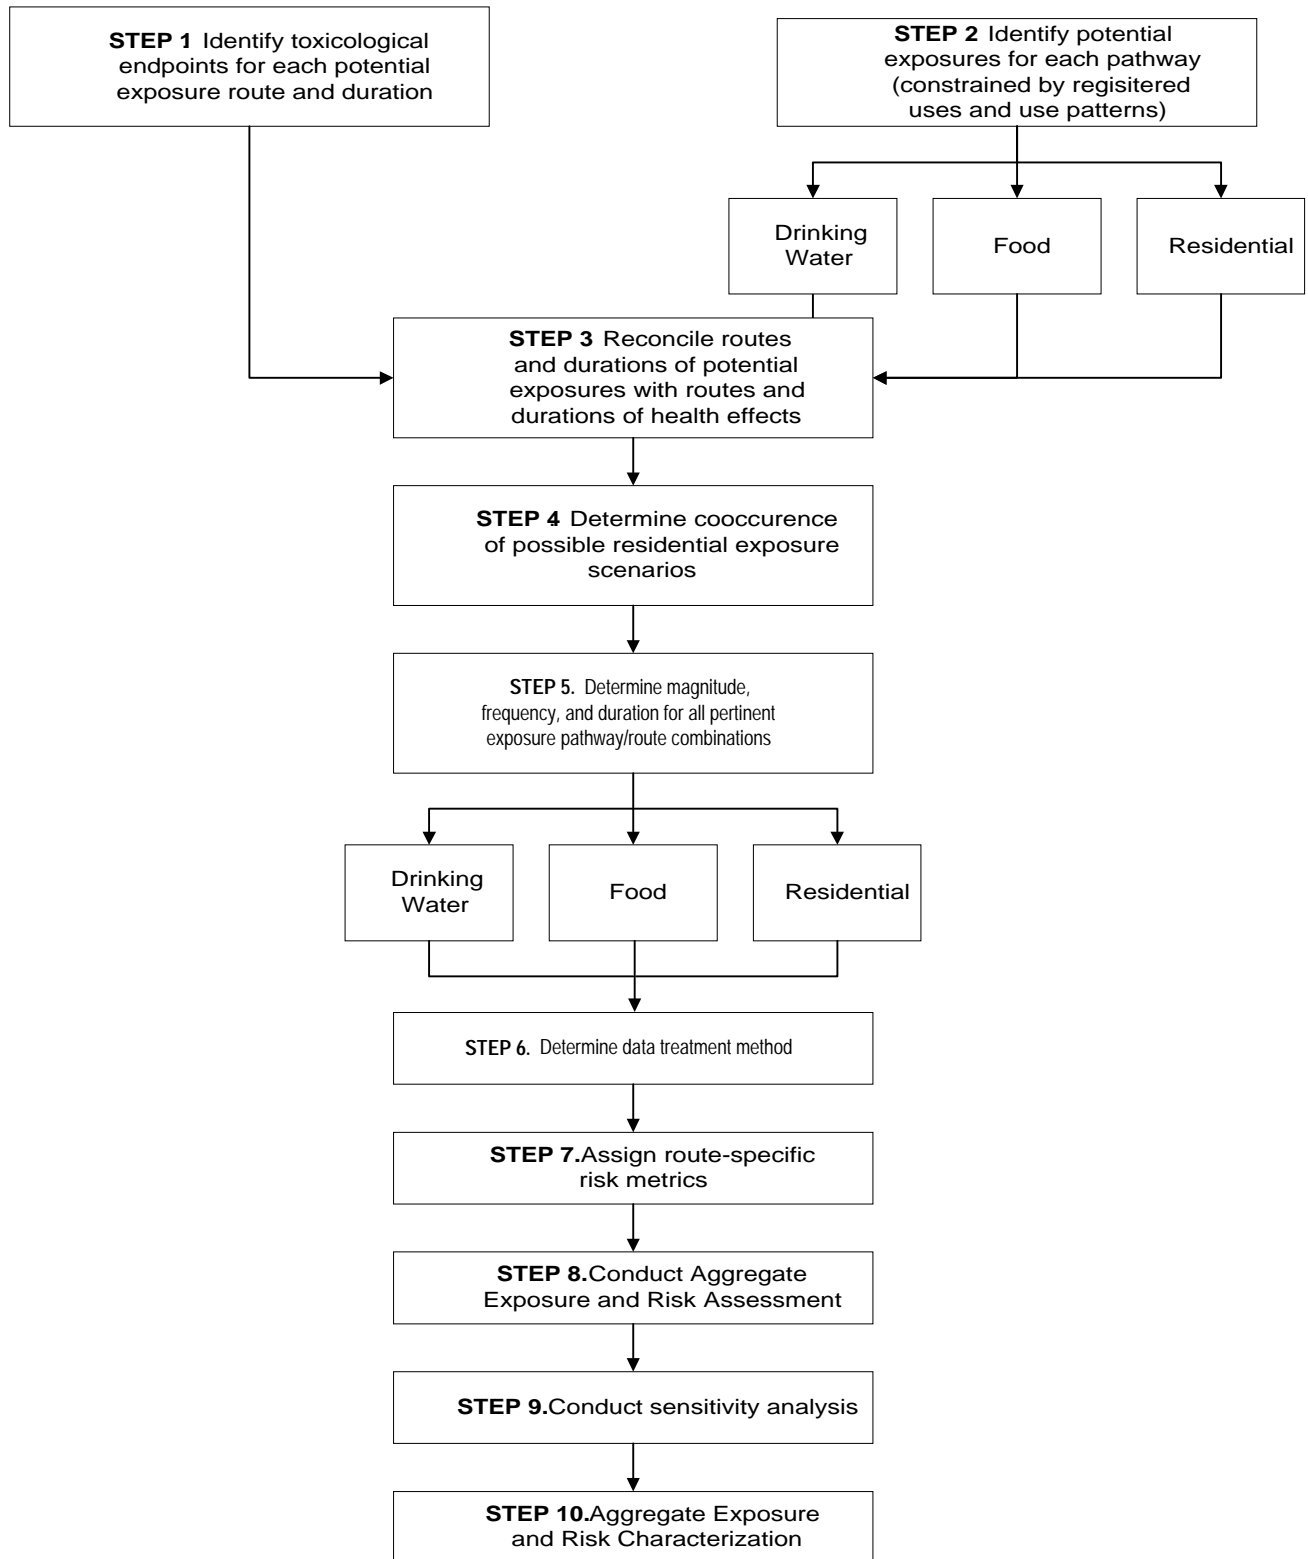 STEP 1 Identify toxicological
endpoints for each potential
exposure route and duration
STEP 2 Identify potential
exposures for each pathway
(constrained by regisitered
uses and use patterns)
Drinking
Water
Food
Residential
STEP 3 Reconcile routes
and durations of potential
exposures with routes and
durations of health effects
STEP 4 Determine cooccurence
of possible residential exposure
scenarios
STEP 5. Determine magnitude,
frequency, and duration for all pertinent
exposure pathway/route combinations
Drinking
Water
Food
Residential
STEP 6. Determine data treatment method
STEP 7.Assign route-specific
risk metrics
STEP 8.Conduct Aggregate
Exposure and Risk Assessment
STEP 9.Conduct sensitivity analysis
STEP 10.Aggregate Exposure
and Risk Characterization